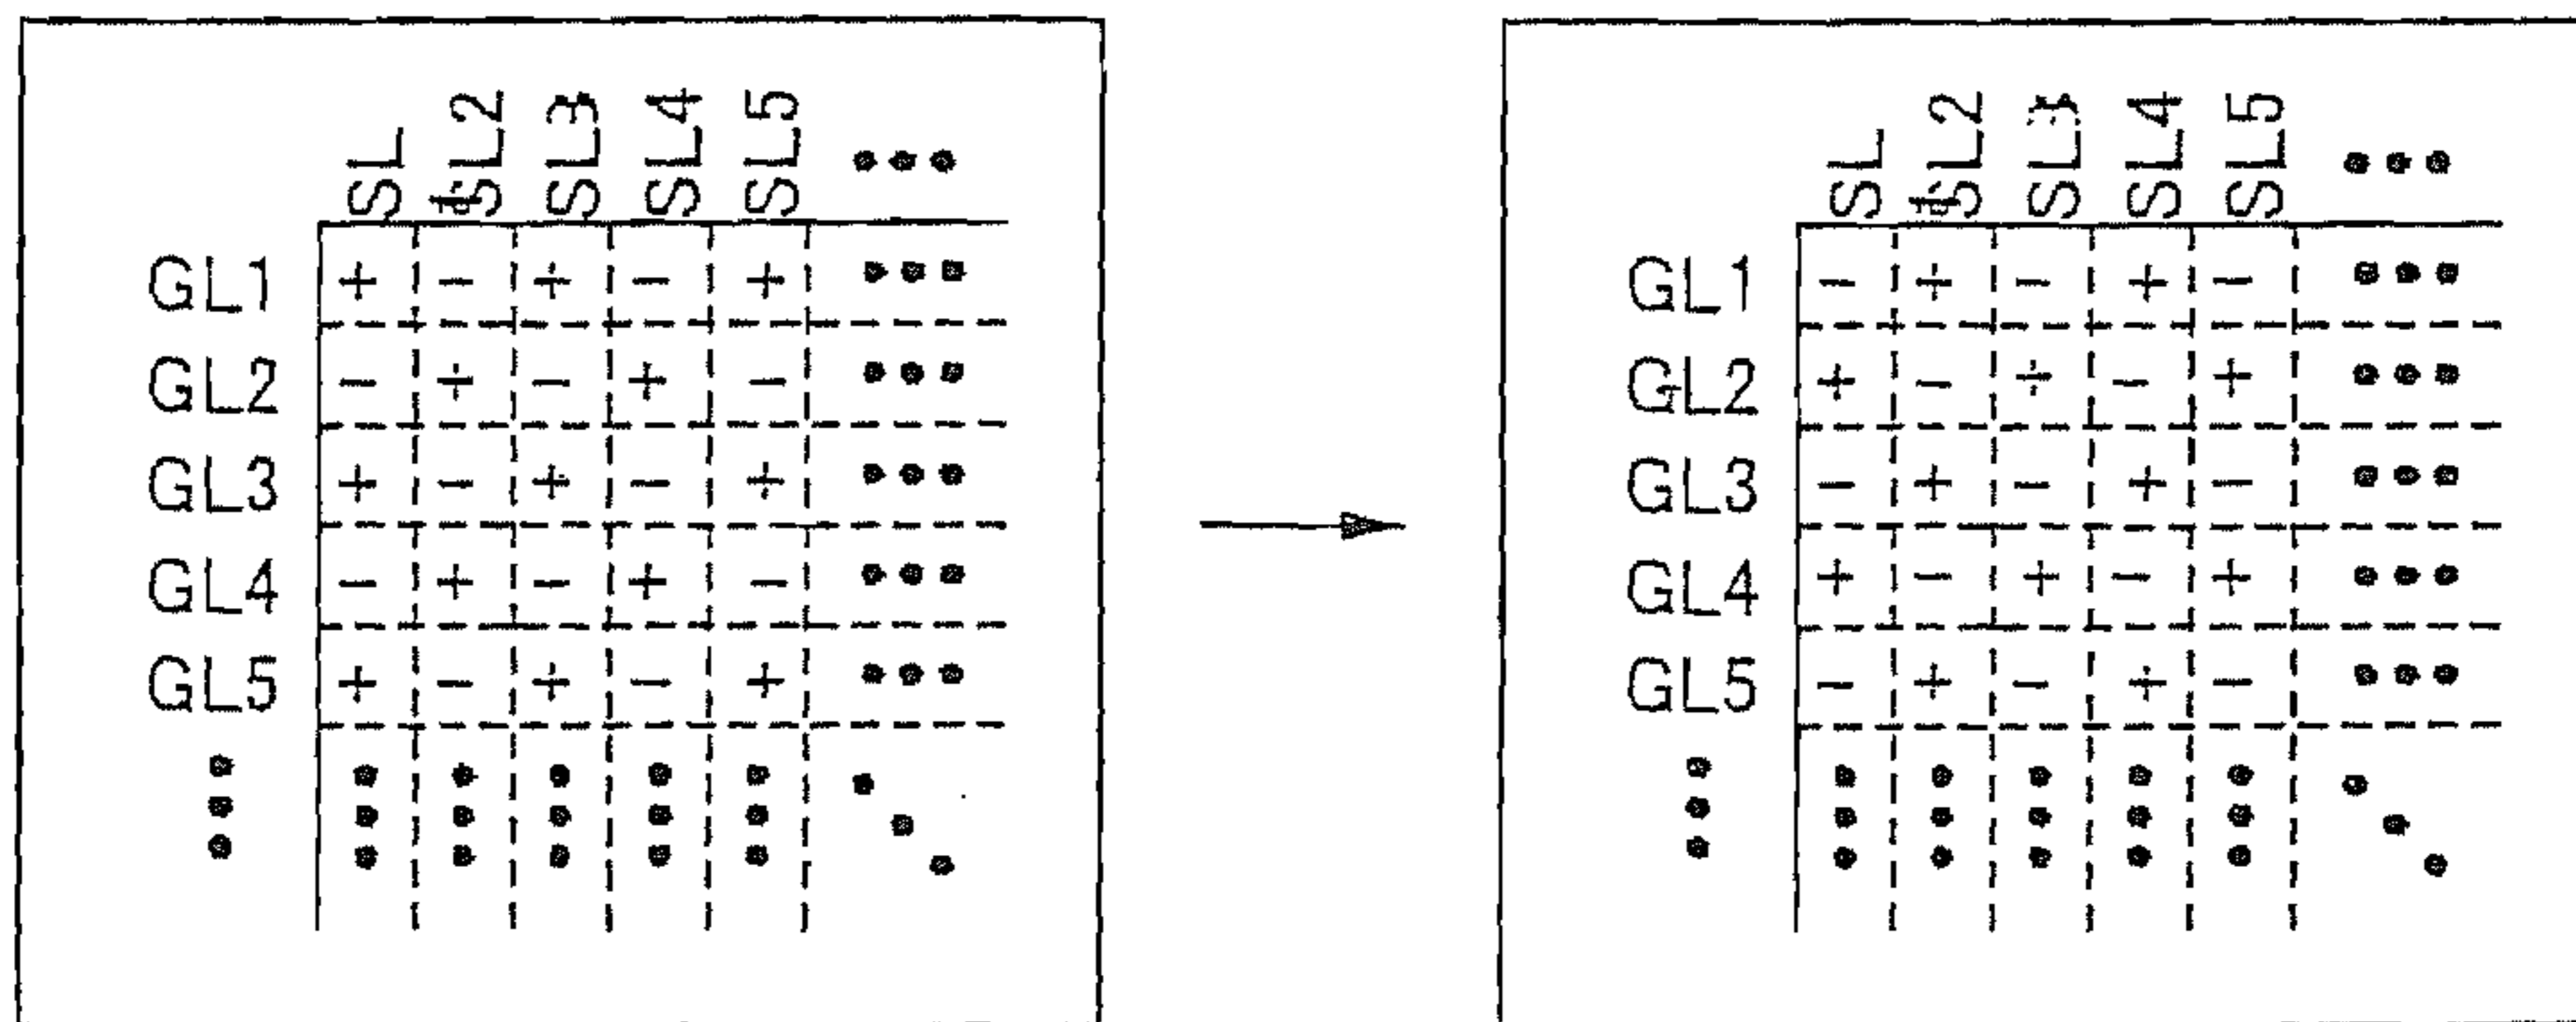 SL1 SL2 SL3 SL4 SL5 •••
GL1 + − + − + •••
GL2 − + − + − •••
GL3 + − + − + •••
GL4 − + − + − •••
GL5 + − + − + •••
SL1 SL2 SL3 SL4 SL5 •••
GL1 − + − + − •••
GL2 + − + − + •••
GL3 − + − + − •••
GL4 + − + − + •••
GL5 − + − + − •••